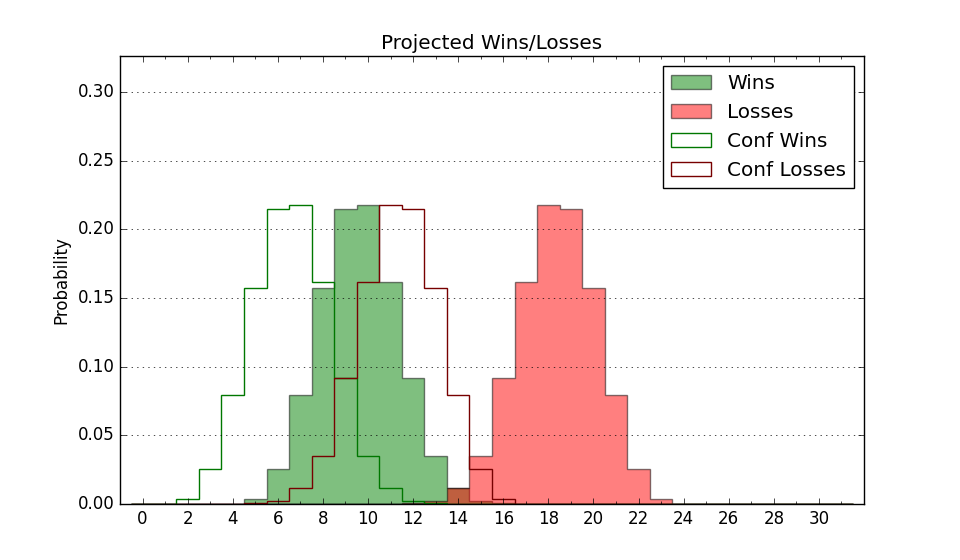 Projected Wins/Losses
Wins
Losses
Conf Wins
Conf Losses
Probability
0.30
0.25
0.20
0.15
0.10
0.05
0.00
0 2 4 6 8 10 12 14 16 18 20 22 24 26 28 30